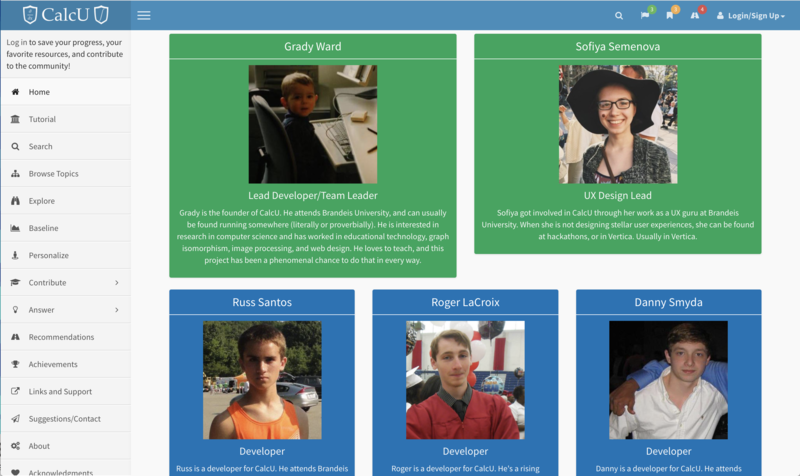 CalcU
2
3
4
Login/Sign Up
Log in to save your progress, your
favorite resources, and contribute
to the community!
Home
Tutorial
Search
Browse Topics
Explore
Baseline
Personalize
Contribute
Answer
Recommendations
Achievements
Links and Support
Suggestions/Contact
About
Acknowledgments
Grady Ward
Lead Developer/Team Leader
Grady is the founder of CalcU. He attends Brandeis University, and can usually
be found running somewhere (literally or proverbially). He is interested in
research in computer science and has worked in educational technology, graph
isomorphism, image processing, and web design. He loves to teach, and this
project has been a phenomenal chance to do that in every way.
Sofiya Semenova
UX Design Lead
Sofiya got involved in CalcU through her work as a UX guru at Brandeis
University. When she is not designing stellar user experiences, she can be found
at hackathons, or in Vertica. Usually in Vertica.
Russ Santos
Developer
Russ is a developer for CalcU. He attends Brandeis
Roger LaCroix
Developer
Roger is a developer for CalcU. He's a rising
Danny Smyda
Developer
Danny is a developer for CalcU. He attends